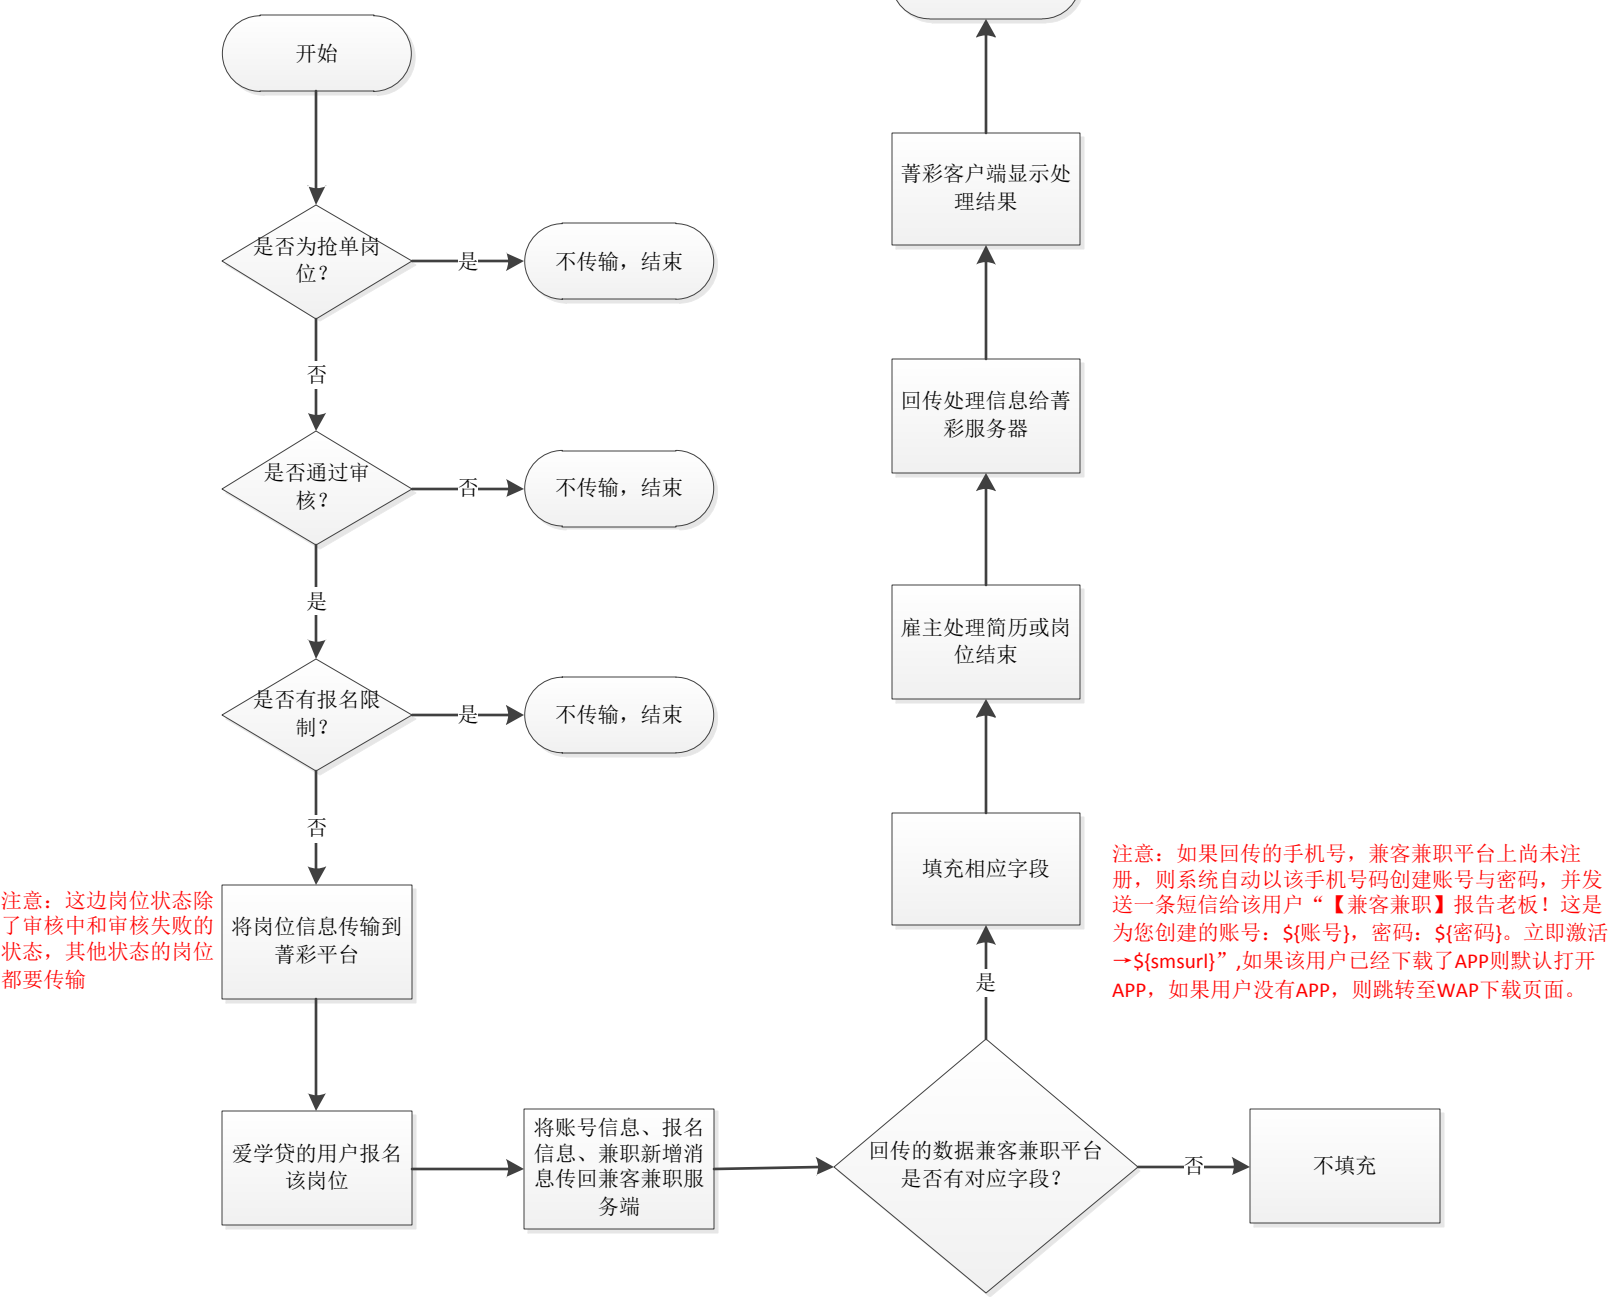 开始
是否为抢单岗
位？
是
不传输，结束
否
是否通过审
核？
否
不传输，结束
是
是否有报名限
制？
是
不传输，结束
否
注意：这边岗位状态除
了审核中和审核失败的
状态，其他状态的岗位
都要传输
将岗位信息传输到
菁彩平台
爱学贷的用户报名
该岗位
将账号信息、报名
信息、兼职新增消
息传回兼客兼职服
务端
回传的数据兼客兼职平台
是否有对应字段？
否
不填充
是
填充相应字段
注意：如果回传的手机号，兼客兼职平台上尚未注
册，则系统自动以该手机号码创建账号与密码，并发
送一条短信给该用户“【兼客兼职】报告老板！这是
为您创建的账号：${账号}，密码：${密码}。立即激活
→${smsurl}”,如果该用户已经下载了APP则默认打开
APP，如果用户没有APP，则跳转至WAP下载页面。
雇主处理简历或岗
位结束
回传处理信息给菁
彩服务器
菁彩客户端显示处
理结果